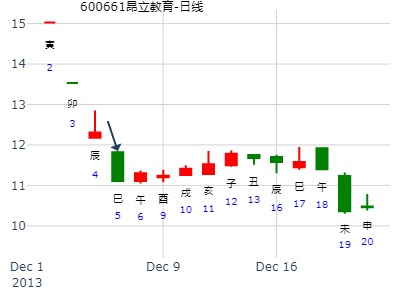 600661昂立教育-日线
15
14
13
12
11
10
寅
2
卯
3
辰
4
巳
5
午
6
酉
9
戌
10
亥
11
子
12
丑
13
辰
16
巳
17
午
18
未
19
申
20
Dec 1
2013
Dec 9
Dec 16